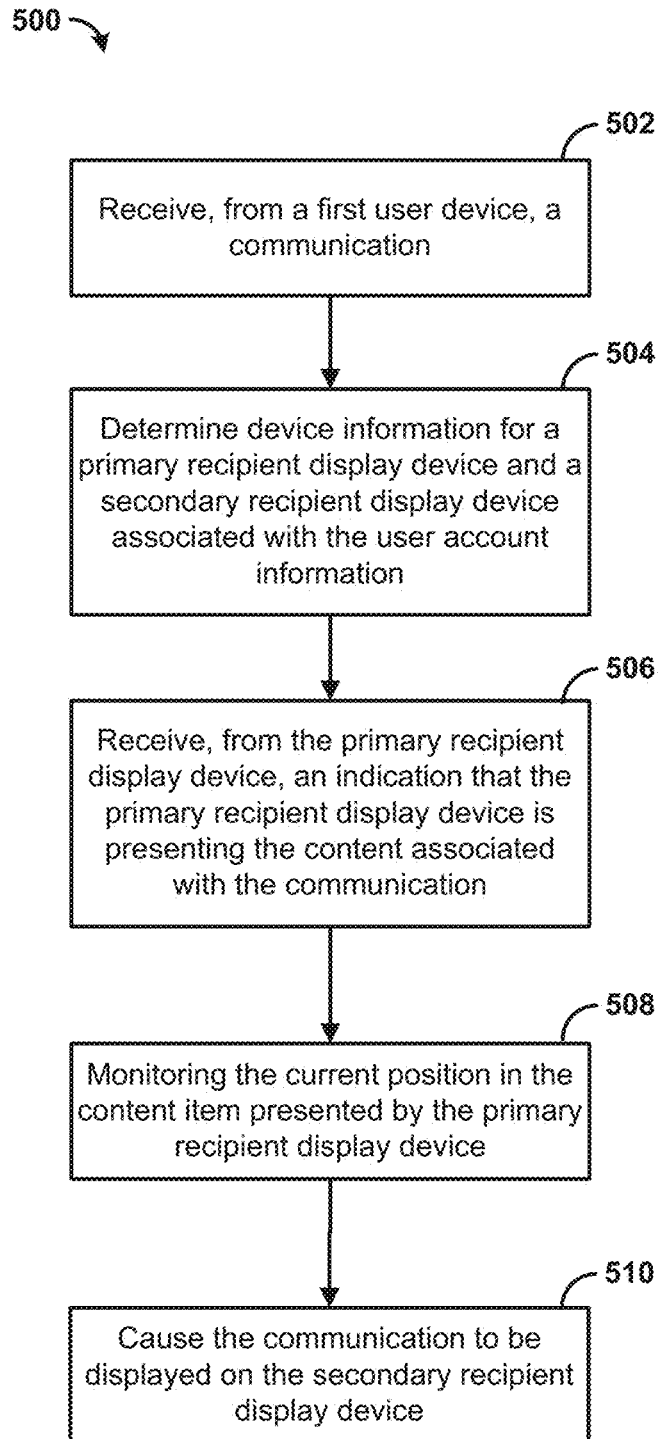 500
502
Receive, from a first user device, a
communication
504
Determine device information for a
primary recipient display device and a
secondary recipient display device
associated with the user account
information
506
Receive, from the primary recipient
display device, an indication that the
primary recipient display device is
presenting the content associated
with the communication
508
Monitoring the current position in the
content item presented by the primary
recipient display device
510
Cause the communication to be
displayed on the secondary recipient
display device